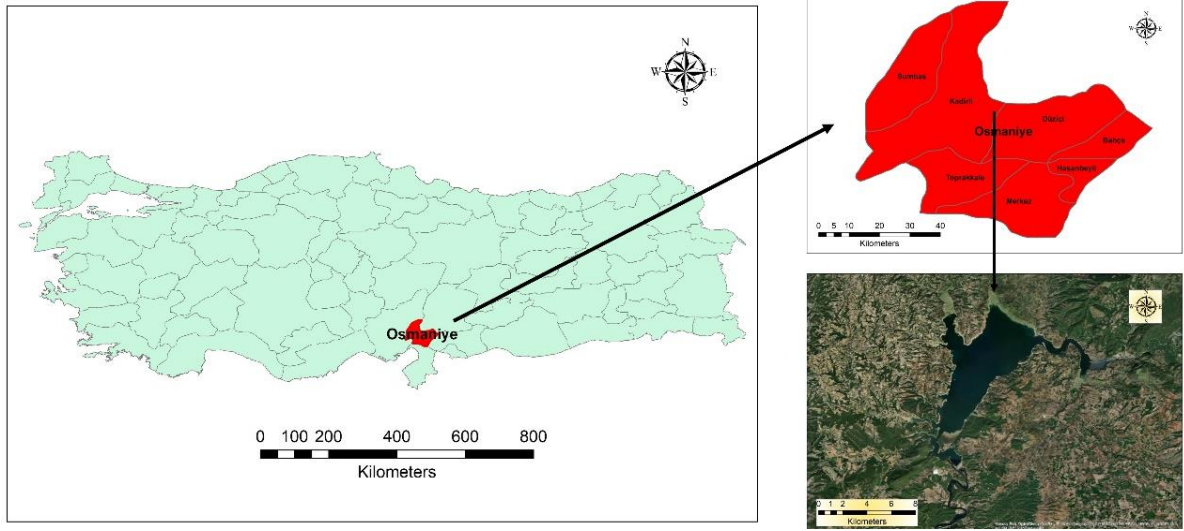 N
W E
S
Osmaniye
0 100 200 400 600 800
Kilometers
N
W E
S
Sumbas
Kadirli
Düziçi
Osmaniye
Bahçe
Hasanbeyli
Toprakkale
Merkez
0 5 10 20 30 40
Kilometers
N
W E
S
0 1 2 4 6 8
Kilometers